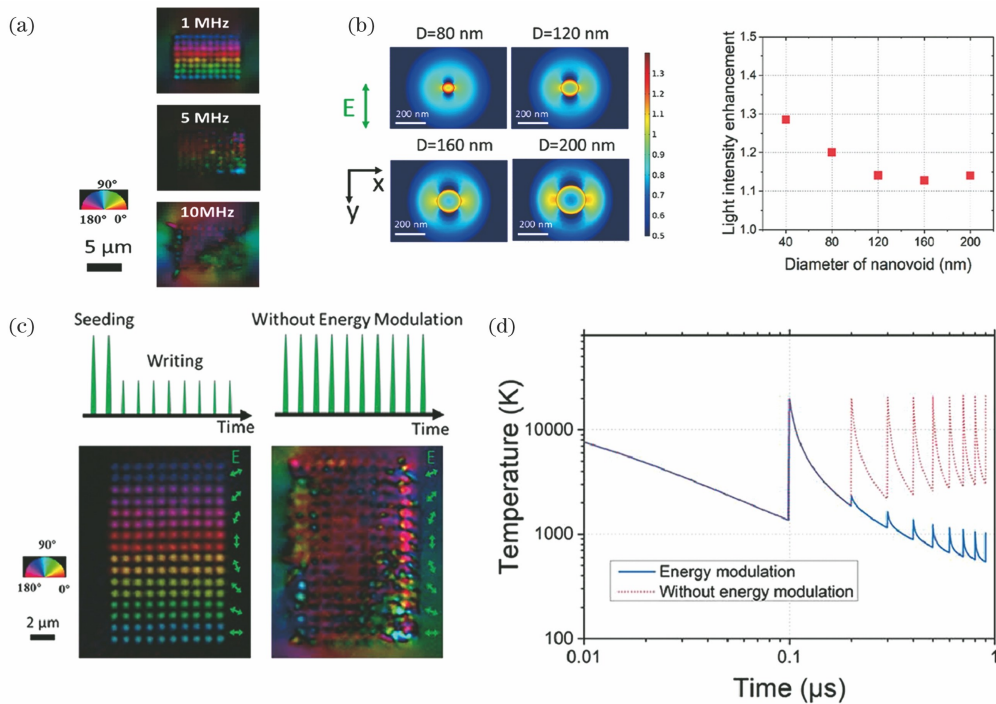 (a)
1 MHz
5 MHz
10MHz
90°
180° 0°
5 μm
(b)
D=80 nm
D=120 nm
200 nm
200 nm
E
D=160 nm
D=200 nm
200 nm
200 nm
x
y
1.3
1.2
1.1
1
0.9
0.8
0.7
0.6
0.5
Light intensity enhancement
1.5
1.4
1.3
1.2
1.1
1.0
40 80 120 160 200
Diameter of nanovoid (nm)
(c)
Seeding
Writing
Time
Without Energy Modulation
Time
E
E
90°
180° 0°
2 μm
(d)
Temperature (K)
10000
1000
100
Energy modulation
Without energy modulation
0.01 0.1 1
Time (μs)